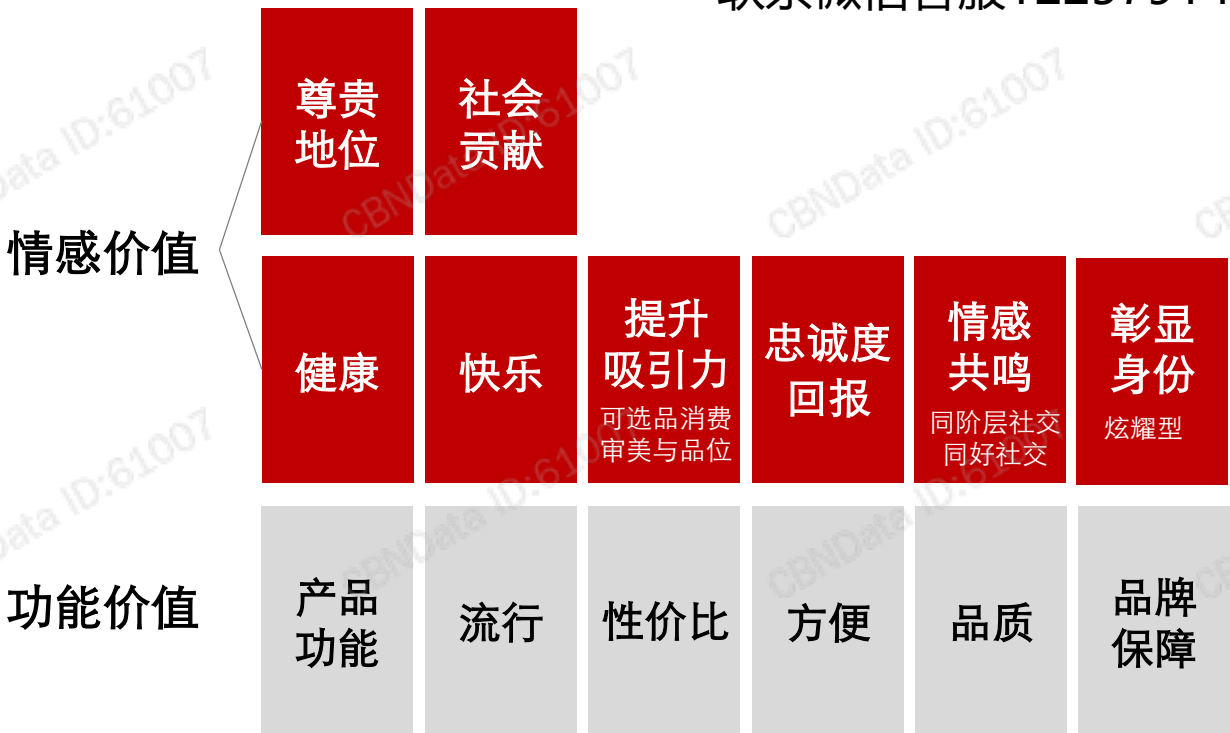 尊贵
地位
社会
贡献
情感价值
健康
快乐
提升
吸引力
可选品消费
审美与品位
忠诚度
回报
情感
共鸣
同阶层社交
同好社交
彰显
身份
炫耀型
功能价值
产品
功能
流行
性价比
方便
品质
品牌
保障
CBNData ID:61007